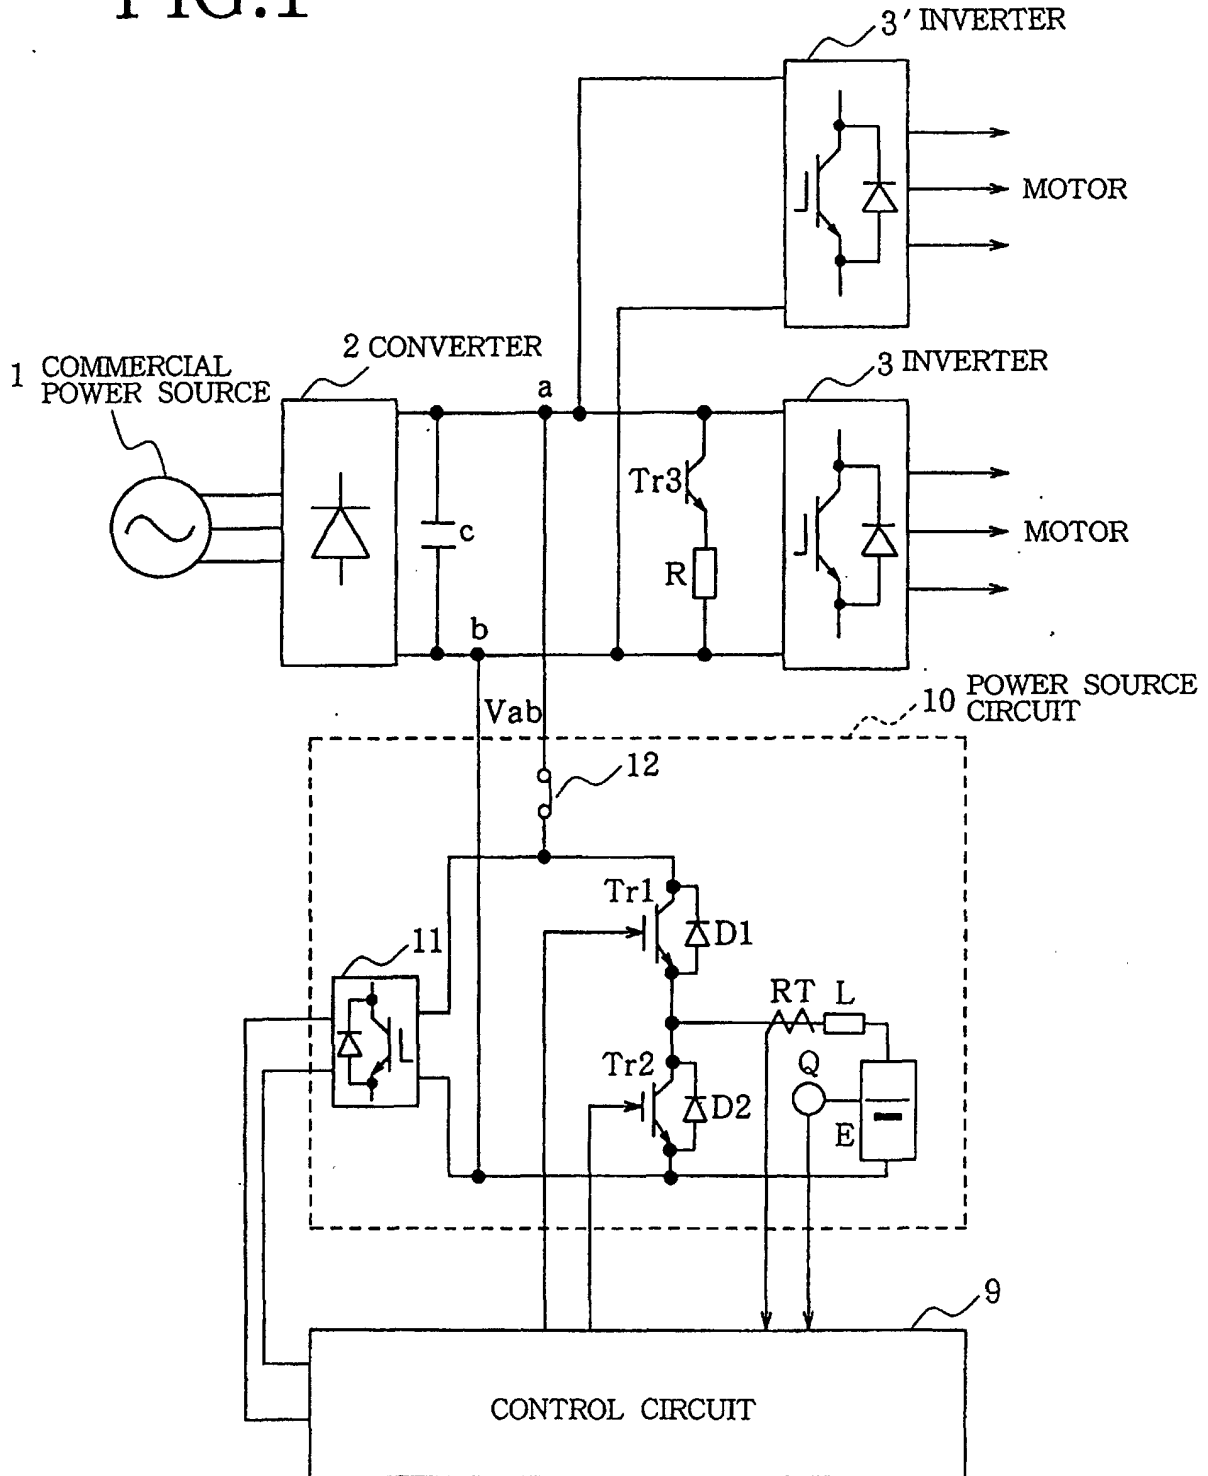 FIG.1
3' INVERTER
MOTOR
2 CONVERTER
3 INVERTER
1 COMMERCIAL
POWER SOURCE
a
Tr3
c
MOTOR
R
b
10 POWER SOURCE
CIRCUIT
Vab
12
Tr1
D1
11
RT L
Tr2
Q
D2
E
9
CONTROL CIRCUIT